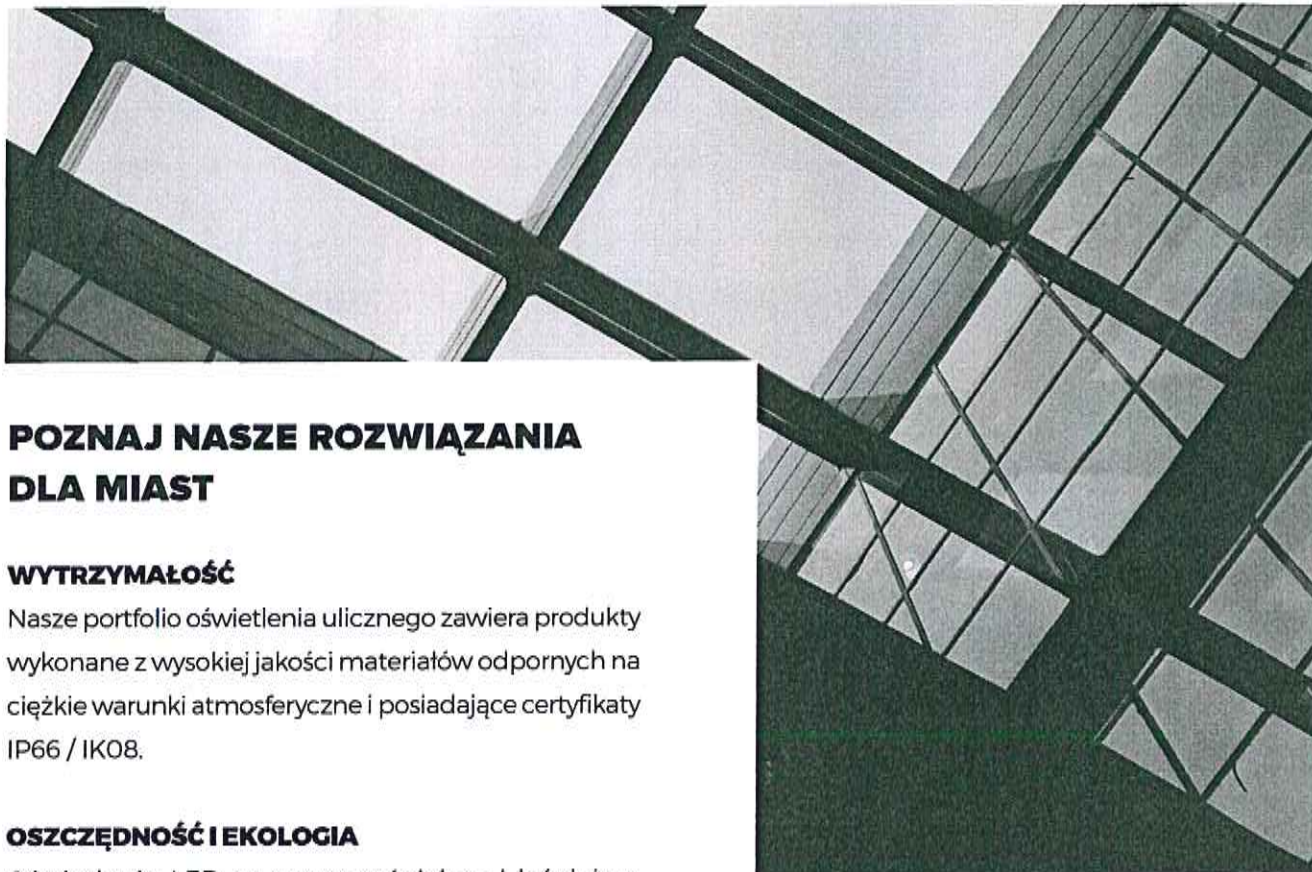 POZNAJ NASZE ROZWIĄZANIA
DLA MIAST
WYTRZYMAŁOŚĆ
Nasze portfolio oświetlenia ulicznego zawiera produkty
wykonane z wysokiej jakości materiałów odpornych na
ciężkie warunki atmosferyczne i posiadające certyfikaty
IP66 / IK08.
OSZCZĘDNOŚĆ I EKOLOGIA